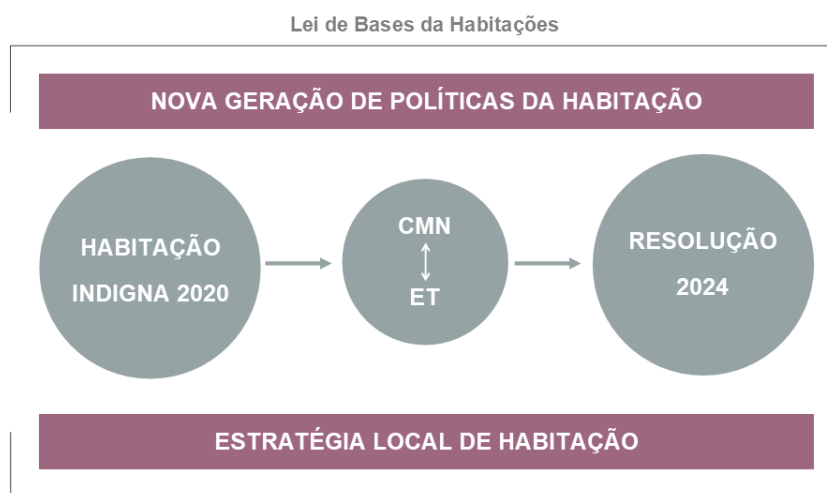 Lei de Bases da Habitações
NOVA GERAÇÃO DE POLÍTICAS DA HABITAÇÃO
HABITAÇÃO
INDIGNA 2020
CMN
ET
RESOLUÇÃO
2024
ESTRATÉGIA LOCAL DE HABITAÇÃO